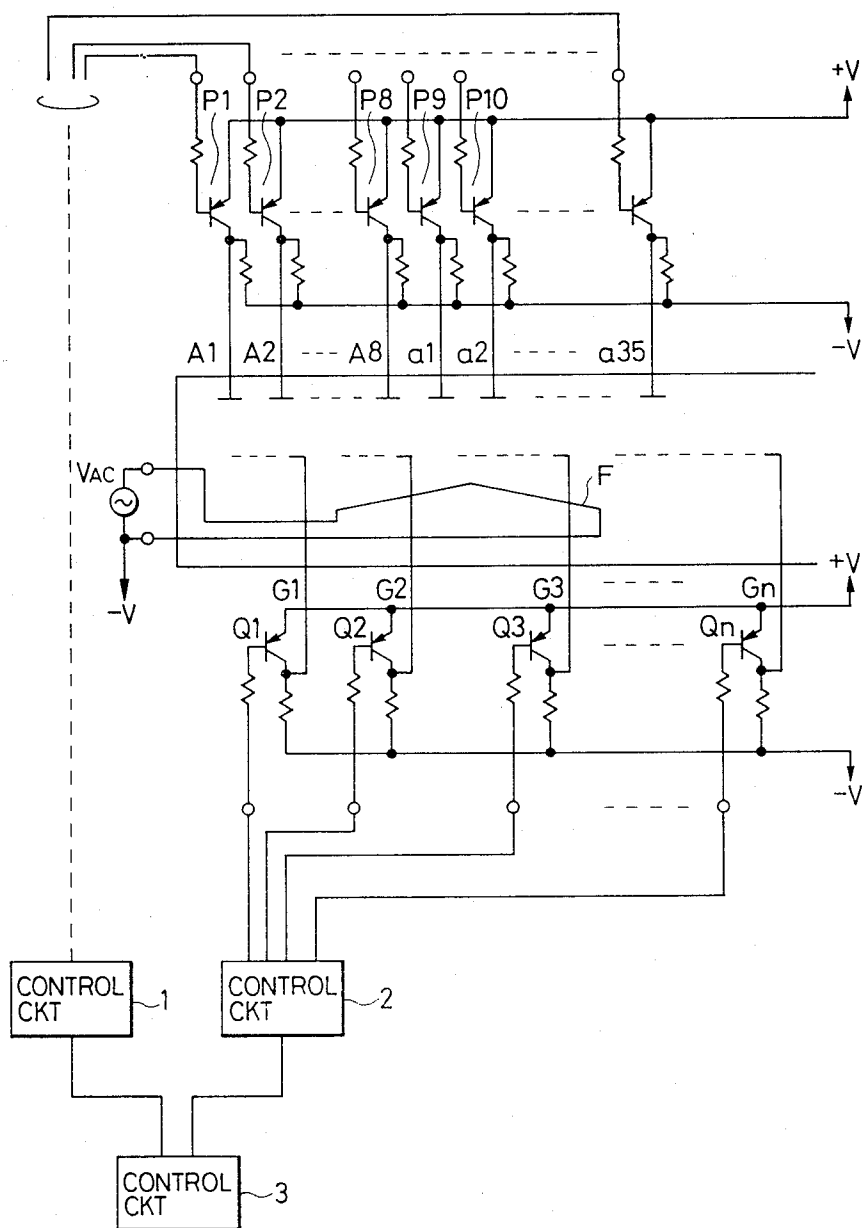 +V
P1 P2 P8 P9 P10
-V
A1 A2 A8 a1 a2 a35
VAC
F
-V
+V
G1 G2 G3 Gn
Q1 Q2 Q3 Qn
-V
CONTROL
CKT
1
CONTROL
CKT
2
CONTROL
CKT
3